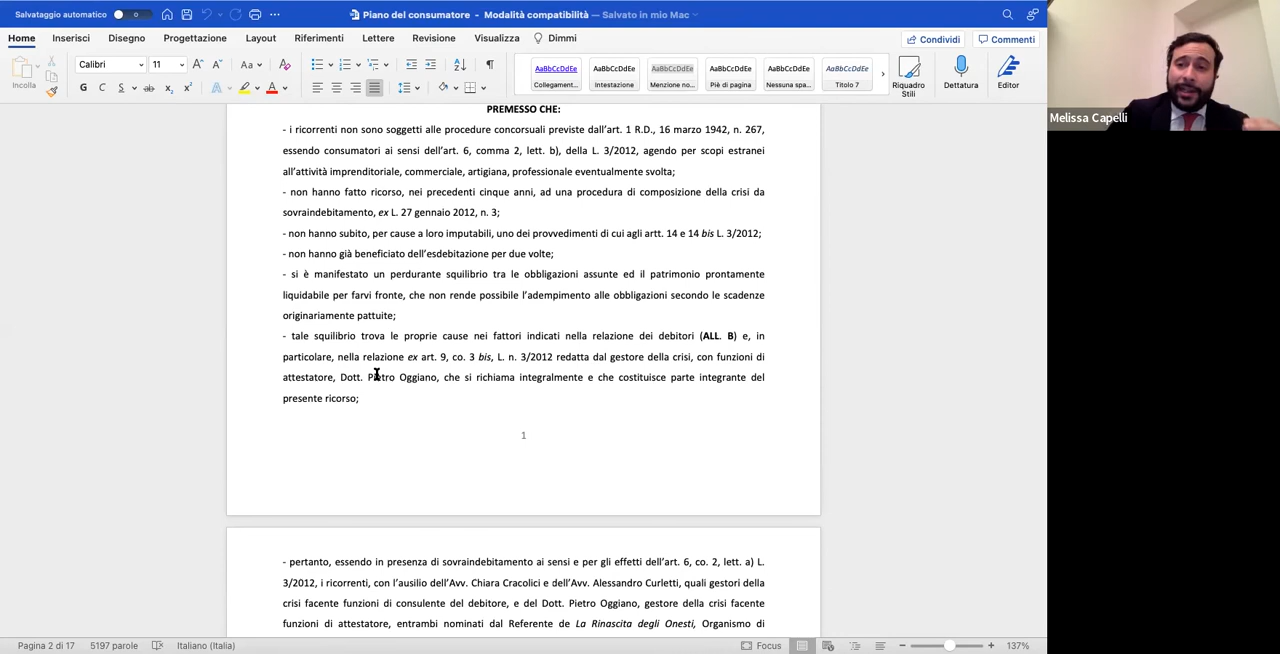 Salvataggio automatico
Piano del consumatore - Modalità compatibilità — Salvato in mio Mac
Home Inserisci Disegno Progettazione Layout Riferimenti Lettere Revisione Visualizza Dimmi
Condividi Commenti
Incolla
Calibri 11
Aa
G C S ab x₂ x² A A
AaBbCcDdEe AaBbCcDdEe AaBbCcDdEe AaBbCcDdEe AaBbCcDdEe AaBbCcDdEe
Collegament... Intestazione Menzione no... Piè di pagina Nessuna spa... Titolo 7
Riquadro Stili
Dettatura
Editor
Melissa Capelli
PREMESSO CHE:
- i ricorrenti non sono soggetti alle procedure concorsuali previste dall’art. 1 R.D., 16 marzo 1942, n. 267,
essendo consumatori ai sensi dell’art. 6, comma 2, lett. b), della L. 3/2012, agendo per scopi estranei
all’attività imprenditoriale, commerciale, artigiana, professionale eventualmente svolta;
- non hanno fatto ricorso, nei precedenti cinque anni, ad una procedura di composizione della crisi da
sovraindebitamento, ex L. 27 gennaio 2012, n. 3;
- non hanno subito, per cause a loro imputabili, uno dei provvedimenti di cui agli artt. 14 e 14 bis L. 3/2012;
- non hanno già beneficiato dell’esdebitazione per due volte;
- si è manifestato un perdurante squilibrio tra le obbligazioni assunte ed il patrimonio prontamente
liquidabile per farvi fronte, che non rende possibile l’adempimento alle obbligazioni secondo le scadenze
originariamente pattuite;
- tale squilibrio trova le proprie cause nei fattori indicati nella relazione dei debitori (ALL. B) e, in
particolare, nella relazione ex art. 9, co. 3 bis, L. n. 3/2012 redatta dal gestore della crisi, con funzioni di
attestatore, Dott. Pietro Oggiano, che si richiama integralmente e che costituisce parte integrante del
presente ricorso;
1
- pertanto, essendo in presenza di sovraindebitamento ai sensi e per gli effetti dell’art. 6, co. 2, lett. a) L.
3/2012, i ricorrenti, con l’ausilio dell’Avv. Chiara Cracolici e dell’Avv. Alessandro Curletti, quali gestori della
crisi facente funzioni di consulente del debitore, e del Dott. Pietro Oggiano, gestore della crisi facente
funzioni di attestatore, entrambi nominati dal Referente de La Rinascita degli Onesti, Organismo di
Pagina 2 di 17 5197 parole Italiano (Italia) Focus 137%